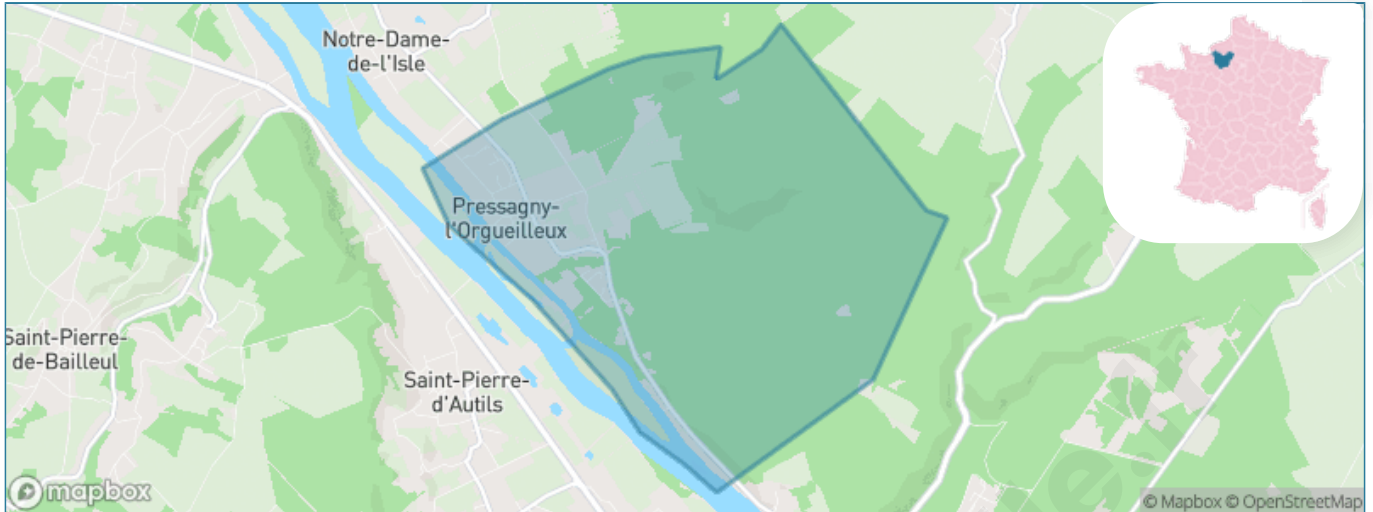 Notre-Dame-
de-l'Isle
Pressagny-
l'Orgueilleux
Saint-Pierre-
de-Bailleul
Saint-Pierre-
d'Autils
mapbox
© Mapbox © OpenStreetMap